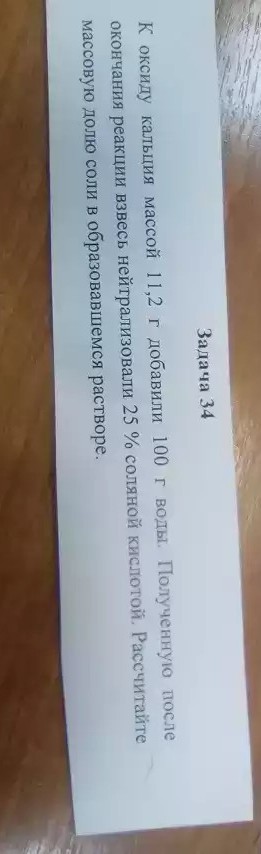 Задача 34
К оксиду кальция массой 11,2 г добавили 100 г воды. Полученную после
окончания реакции взвесь нейтрализовали 25 % соляной кислотой. Рассчитайте
массовую долю соли в образовавшемся растворе.